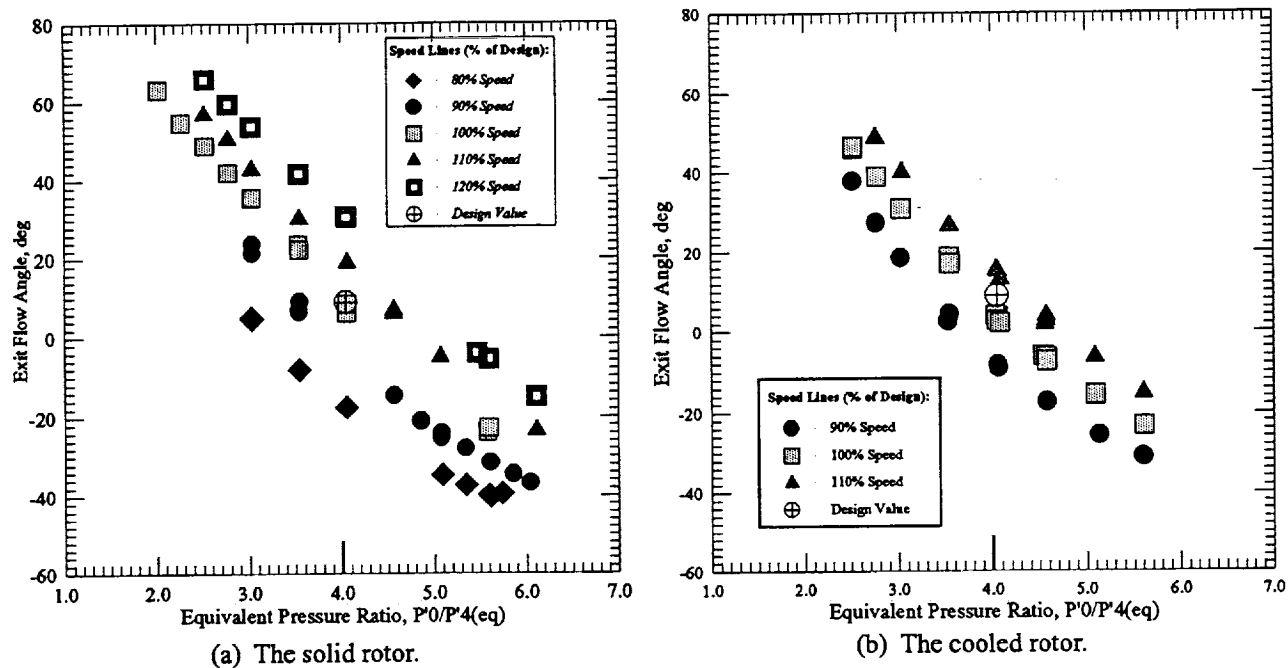 80
60
40
20
0
-20
-40
-60
Exit Flow Angle, deg
Speed Lines (% of Design):
80% Speed
90% Speed
100% Speed
110% Speed
120% Speed
Design Value
1.0 2.0 3.0 4.0 5.0 6.0 7.0
Equivalent Pressure Ratio, P'0/P'4(eq)
(a) The solid rotor.
80
60
40
20
0
-20
-40
-60
Exit Flow Angle, deg
Speed Lines (% of Design):
90% Speed
100% Speed
110% Speed
Design Value
1.0 2.0 3.0 4.0 5.0 6.0 7.0
Equivalent Pressure Ratio, P'0/P'4(eq)
(b) The cooled rotor.